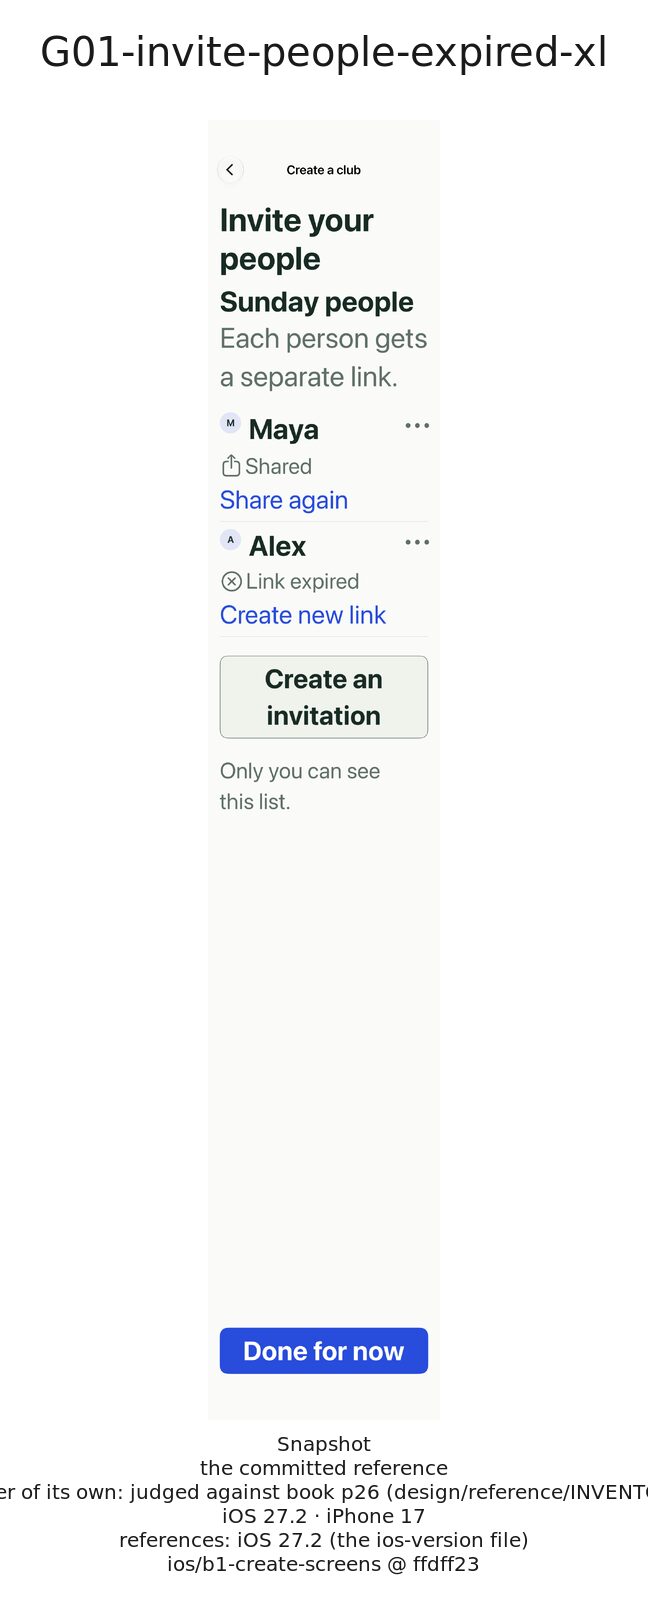 G01-invite-people-expired-xl
Create a club
Invite your
people
Sunday people
Each person gets
a separate link.
M Maya
Shared
Share again
A Alex
Link expired
Create new link
Create an
invitation
Only you can see
this list.
Done for now
Snapshot
the committed reference
of its own: judged against book p26 (design/reference/
iOS 27.2 · iPhone 17
references: iOS 27.2 (the ios-version file)
ios/b1-create-screens @ ffdff23